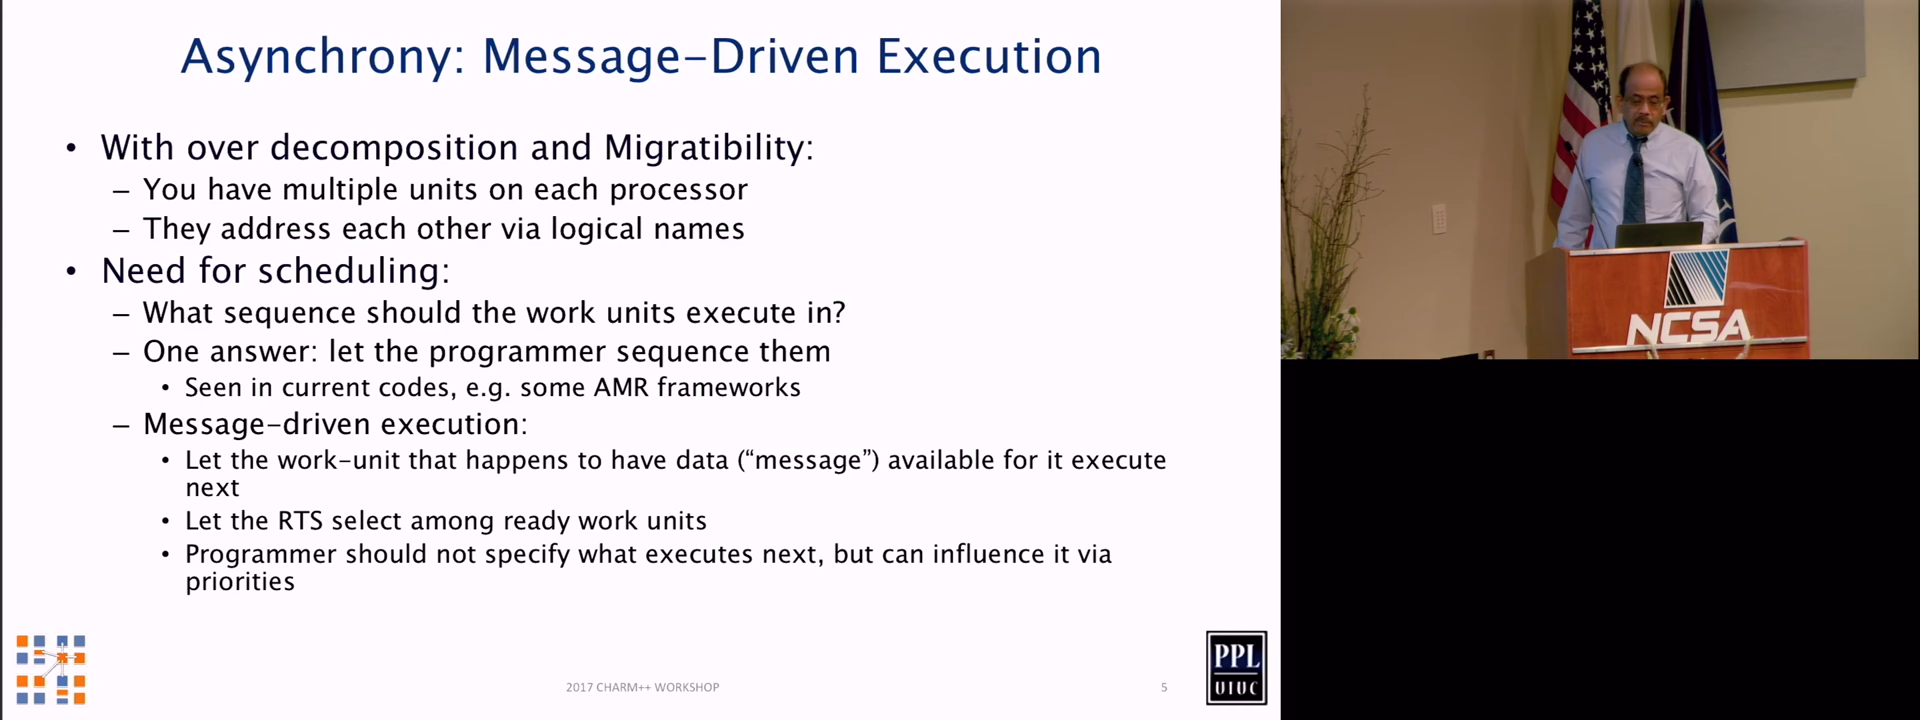 Asynchrony: Message-Driven Execution
• With over decomposition and Migratibility:
– You have multiple units on each processor
– They address each other via logical names
• Need for scheduling:
– What sequence should the work units execute in?
– One answer: let the programmer sequence them
• Seen in current codes, e.g. some AMR frameworks
– Message-driven execution:
• Let the work-unit that happens to have data (“message”) available for it execute
next
• Let the RTS select among ready work units
• Programmer should not specify what executes next, but can influence it via
priorities
2017 CHARM++ WORKSHOP
5
PPL
UIUC
NCSA